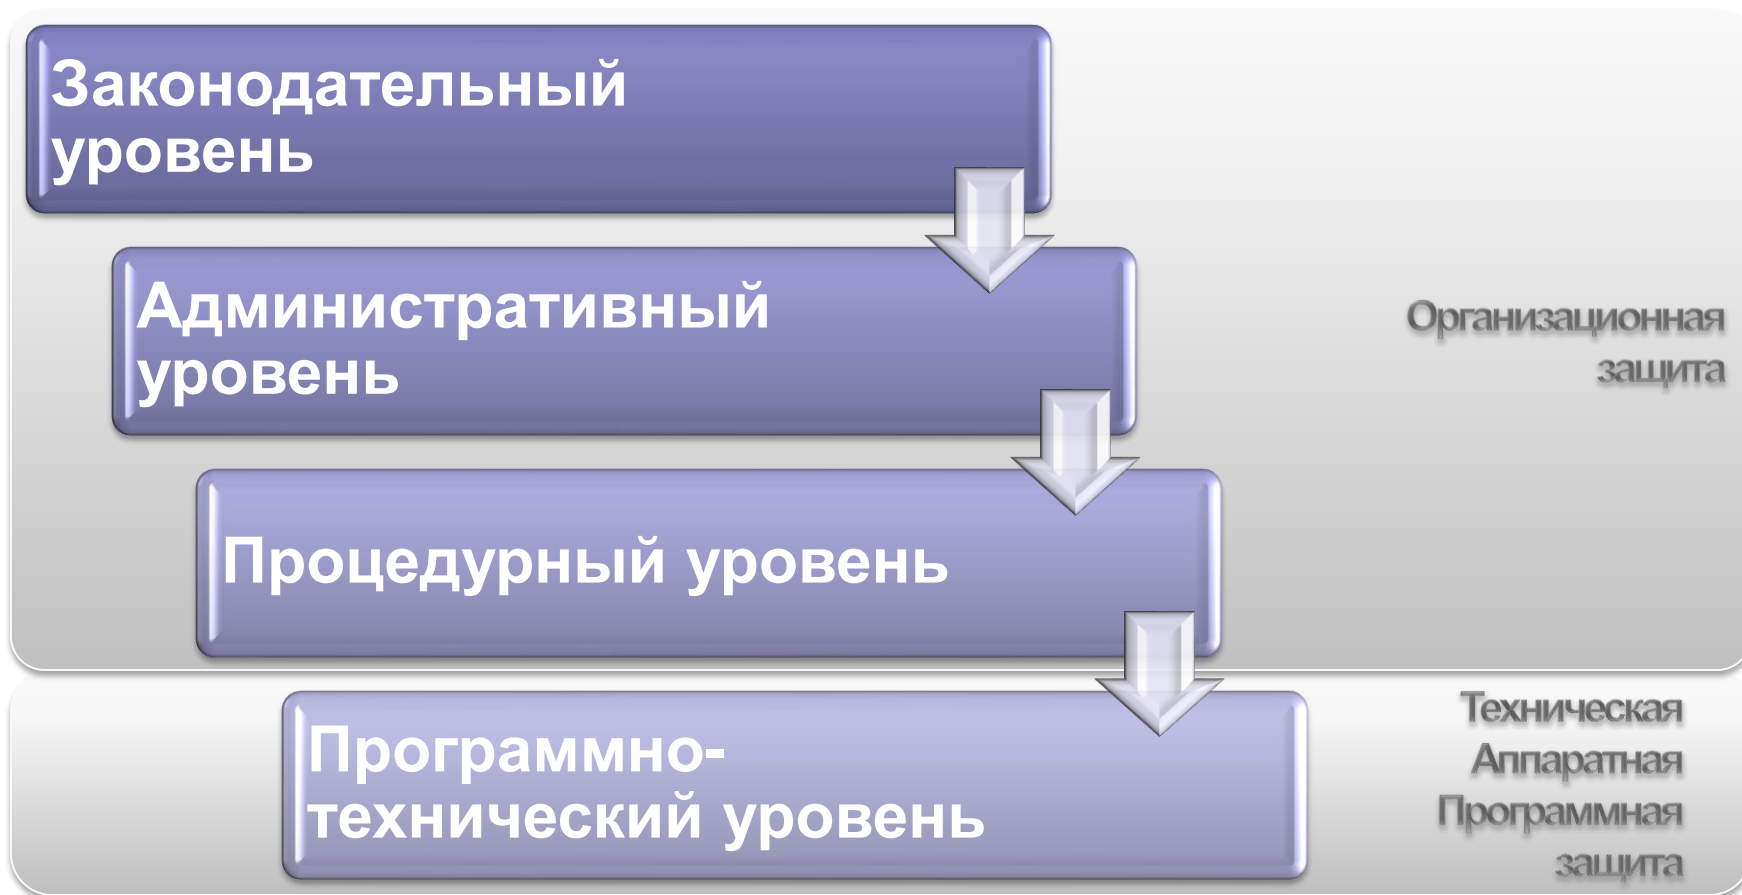 Законодательный
уровень
Административный
уровень
Организационная
защита
Процедурный уровень
Программно-
технический уровень
Техническая
Аппаратная
Программная
защита